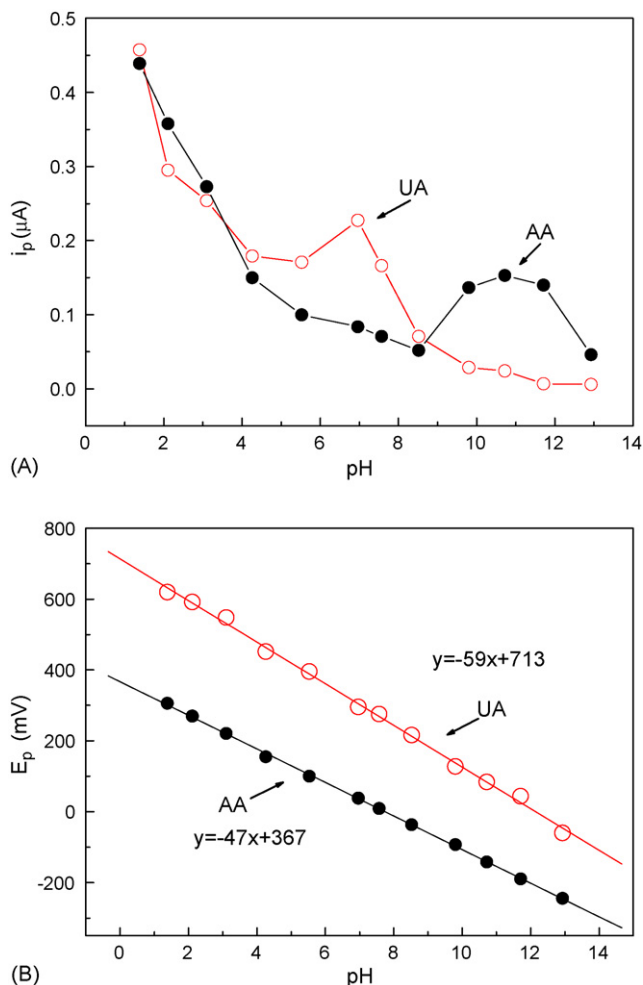 0.5
0.4
0.3
0.2
0.1
0.0
i_p (μA)
UA
AA
0 2 4 6 8 10 12 14
(A)
pH
800
600
400
200
0
-200
E_p (mV)
y=-59x+713
UA
AA
y=-47x+367
0 2 4 6 8 10 12 14
(B)
pH